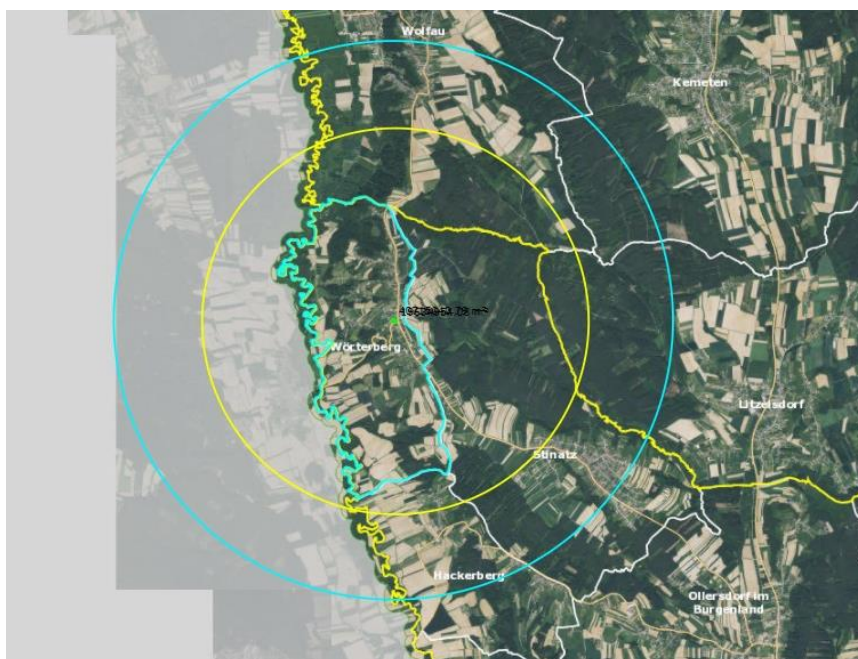 Wolfau
Kemeten
Wörterberg
Litzelsdorf
Stinatz
Hackerberg
Ollersdorf im
Burgenland